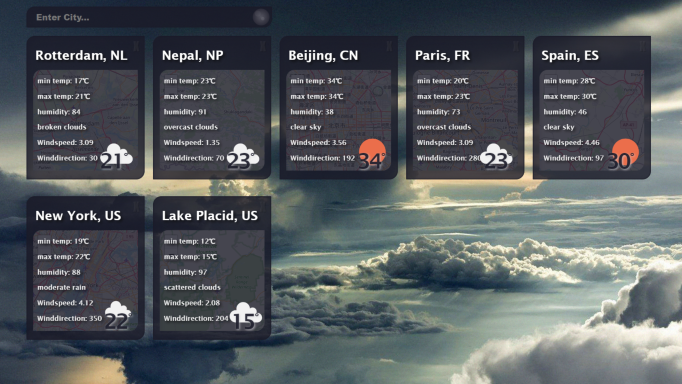 Enter City...
Rotterdam, NL
min temp: 17°C
max temp: 21°C
humidity: 84
broken clouds
Windspeed: 3.09
Winddirection: 30
21°
Nepal, NP
min temp: 23°C
max temp: 23°C
humidity: 91
overcast clouds
Windspeed: 1.35
Winddirection: 70
23°
Beijing, CN
min temp: 34°C
max temp: 34°C
humidity: 38
clear sky
Windspeed: 3.56
Winddirection: 192
34°
Paris, FR
min temp: 20°C
max temp: 23°C
humidity: 73
overcast clouds
Windspeed: 3.09
Winddirection: 280
23°
Spain, ES
min temp: 28°C
max temp: 30°C
humidity: 46
clear sky
Windspeed: 4.46
Winddirection: 97
30°
New York, US
min temp: 19°C
max temp: 22°C
humidity: 88
moderate rain
Windspeed: 4.12
Winddirection: 350
22°
Lake Placid, US
min temp: 12°C
max temp: 15°C
humidity: 97
scattered clouds
Windspeed: 2.08
Winddirection: 204
15°